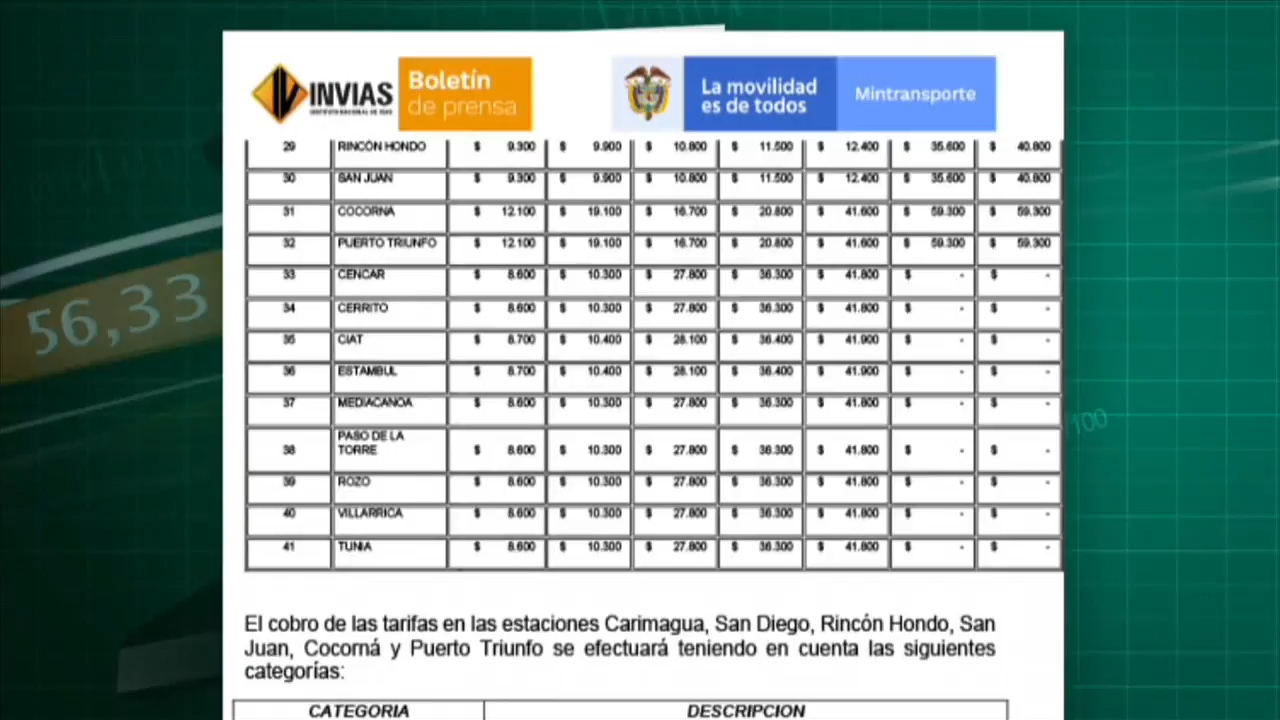 INVIAS
INSTITUTO NACIONAL DE VÍAS
Boletín
de prensa
La movilidad
es de todos
Mintransporte
29 RINCÓN HONDO $ 9.300 $ 9.900 $ 10.800 $ 11.500 $ 12.400 $ 35.600 $ 40.800
30 SAN JUAN $ 9.300 $ 9.900 $ 10.800 $ 11.500 $ 12.400 $ 35.600 $ 40.800
31 COCORNA $ 12.100 $ 19.100 $ 16.700 $ 20.800 $ 41.600 $ 59.300 $ 59.300
32 PUERTO TRIUNFO $ 12.100 $ 19.100 $ 16.700 $ 20.800 $ 41.600 $ 59.300 $ 59.300
33 CENCAR $ 8.600 $ 10.300 $ 27.800 $ 36.300 $ 41.800 $ - $ -
34 CERRITO $ 8.600 $ 10.300 $ 27.800 $ 36.300 $ 41.800 $ - $ -
35 CIAT $ 8.700 $ 10.400 $ 28.100 $ 36.400 $ 41.900 $ - $ -
36 ESTAMBUL $ 8.700 $ 10.400 $ 28.100 $ 36.400 $ 41.900 $ - $ -
37 MEDIACANOA $ 8.600 $ 10.300 $ 27.800 $ 36.300 $ 41.800 $ - $ -
38 PASO DE LA
TORRE $ 8.600 $ 10.300 $ 27.800 $ 36.300 $ 41.800 $ - $ -
39 ROZO $ 8.600 $ 10.300 $ 27.800 $ 36.300 $ 41.800 $ - $ -
40 VILLARRICA $ 8.600 $ 10.300 $ 27.800 $ 36.300 $ 41.800 $ - $ -
41 TUNIA $ 8.600 $ 10.300 $ 27.800 $ 36.300 $ 41.800 $ - $ -
El cobro de las tarifas en las estaciones Carimagua, San Diego, Rincón Hondo, San
Juan, Cocorná y Puerto Triunfo se efectuará teniendo en cuenta las siguientes
categorías:
CATEGORIA DESCRIPCION
56,33
/100